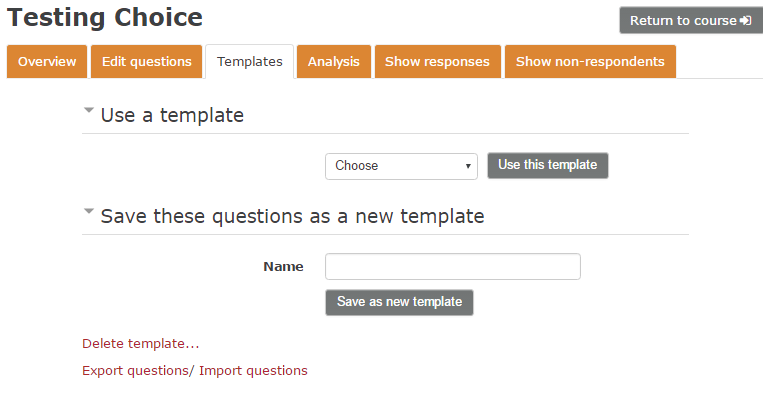 Testing Choice
Return to course
Overview
Edit questions
Templates
Analysis
Show responses
Show non-respondents
Use a template
Choose
Use this template
Save these questions as a new template
Name
Save as new template
Delete template...
Export questions/ Import questions